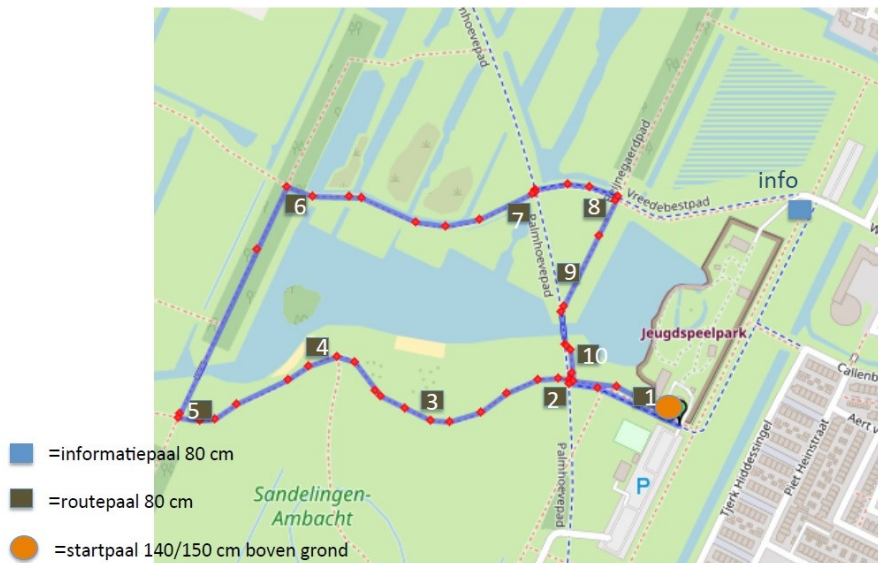 Palmhoevepad
Wijnegaerdpad
info
6
7
8
Vreedebestpad
Palmhoevepad
9
Jeugdspeelpark
4
10
5
3
2
1
Callenb
Aert v
Piet Heinstraat
Tjerk Hiddessingel
Palmhoevepad
P
Sandelingen-
Ambacht
=informatiepaal 80 cm
=routepaal 80 cm
=startpaal 140/150 cm boven grond